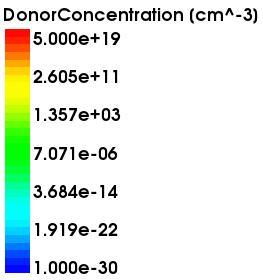 DonorConcentration (cm^-3)
5.000e+19
2.605e+11
1.357e+03
7.071e-06
3.684e-14
1.919e-22
1.000e-30